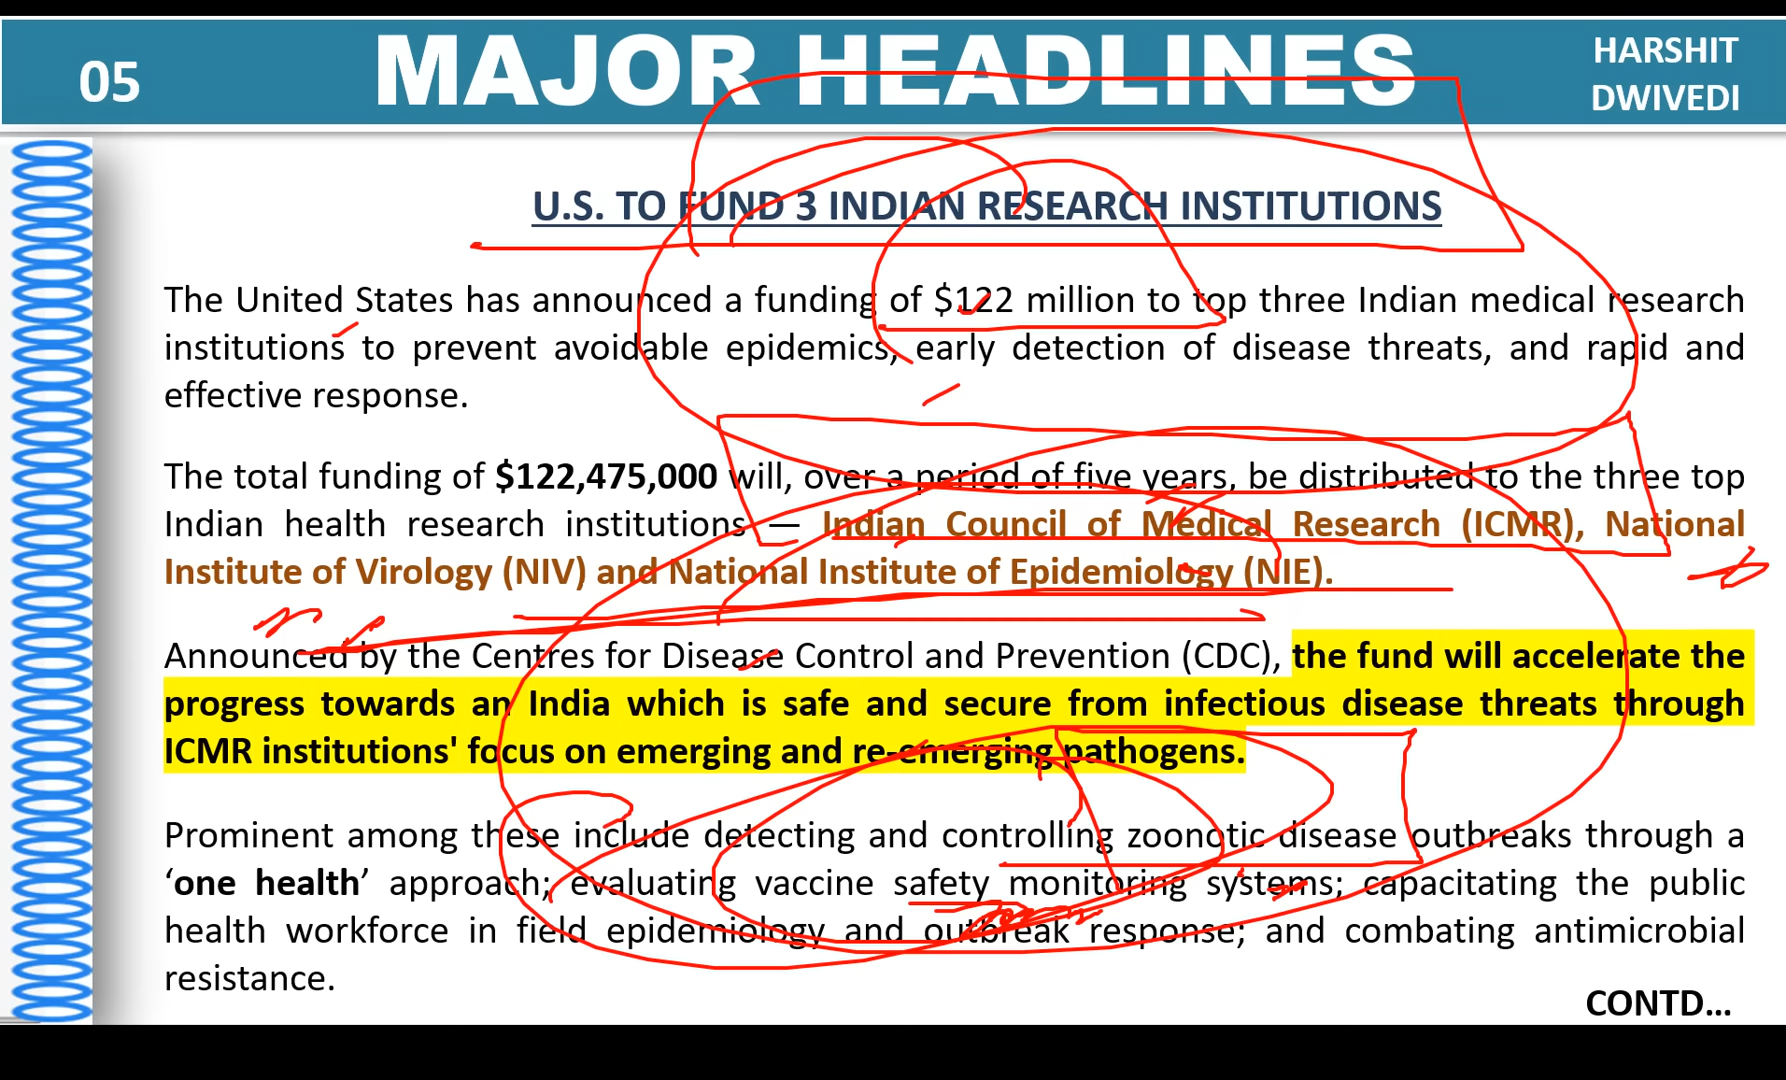 05
MAJOR HEADLINES
HARSHIT
DWIVEDI
U.S. TO FUND 3 INDIAN RESEARCH INSTITUTIONS
The United States has announced a funding of $122 million to top three Indian medical research
institutions to prevent avoidable epidemics, early detection of disease threats, and rapid and
effective response.
The total funding of $122,475,000 will, over a period of five years, be distributed to the three top
Indian health research institutions — Indian Council of Medical Research (ICMR), National
Institute of Virology (NIV) and National Institute of Epidemiology (NIE).
Announced by the Centres for Disease Control and Prevention (CDC), the fund will accelerate the
progress towards an India which is safe and secure from infectious disease threats through
ICMR institutions' focus on emerging and re-emerging pathogens.
Prominent among these include detecting and controlling zoonotic disease outbreaks through a
‘one health’ approach; evaluating vaccine safety monitoring systems; capacitating the public
health workforce in field epidemiology and outbreak response; and combating antimicrobial
resistance.
CONTD...